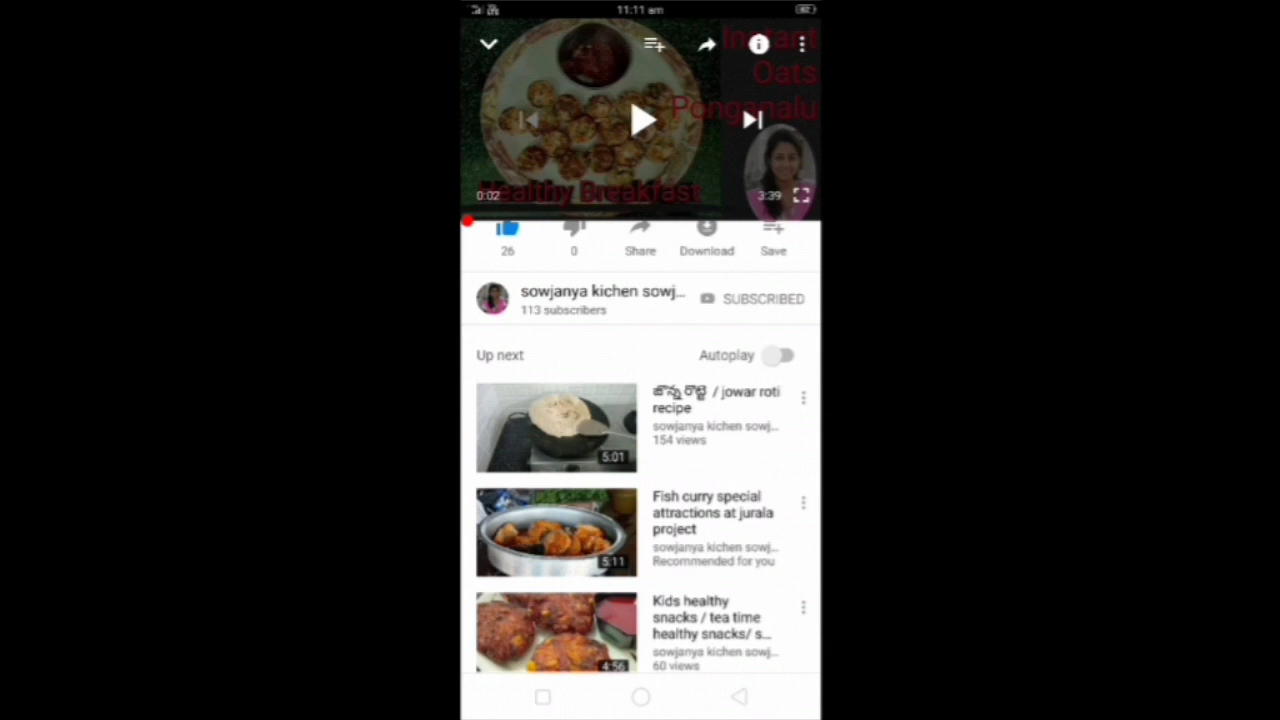 11:11 am
Instant
Oats
Ponganalu
Healthy Breakfast
0:02
3:39
26
0
Share
Download
Save
sowjanya kichen sowj...
113 subscribers
SUBSCRIBED
Up next
Autoplay
జొన్న రొట్టె / jowar roti
recipe
sowjanya kichen sowj...
154 views
5:01
Fish curry special
attractions at jurala
project
sowjanya kichen sowj...
Recommended for you
5:11
Kids healthy
snacks / tea time
healthy snacks/ s...
sowjanya kichen sowj...
60 views
4:56